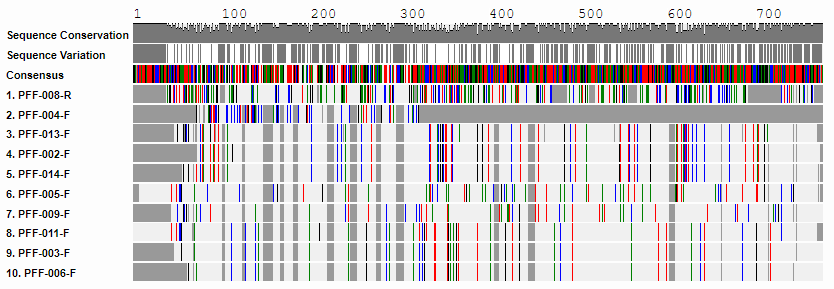 1 100 200 300 400 500 600 700
Sequence Conservation
Sequence Variation
Consensus
1. PFF-008-R
2. PFF-004-F
3. PFF-013-F
4. PFF-002-F
5. PFF-014-F
6. PFF-005-F
7. PFF-009-F
8. PFF-011-F
9. PFF-003-F
10. PFF-006-F